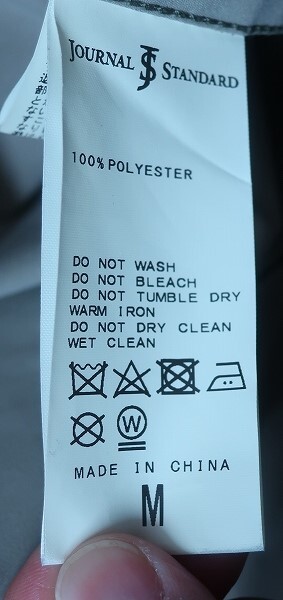 JOURNAL JS STANDARD
100% POLYESTER
DO NOT WASH
DO NOT BLEACH
DO NOT TUMBLE DRY
WARM IRON
DO NOT DRY CLEAN
WET CLEAN
W
MADE IN CHINA
M